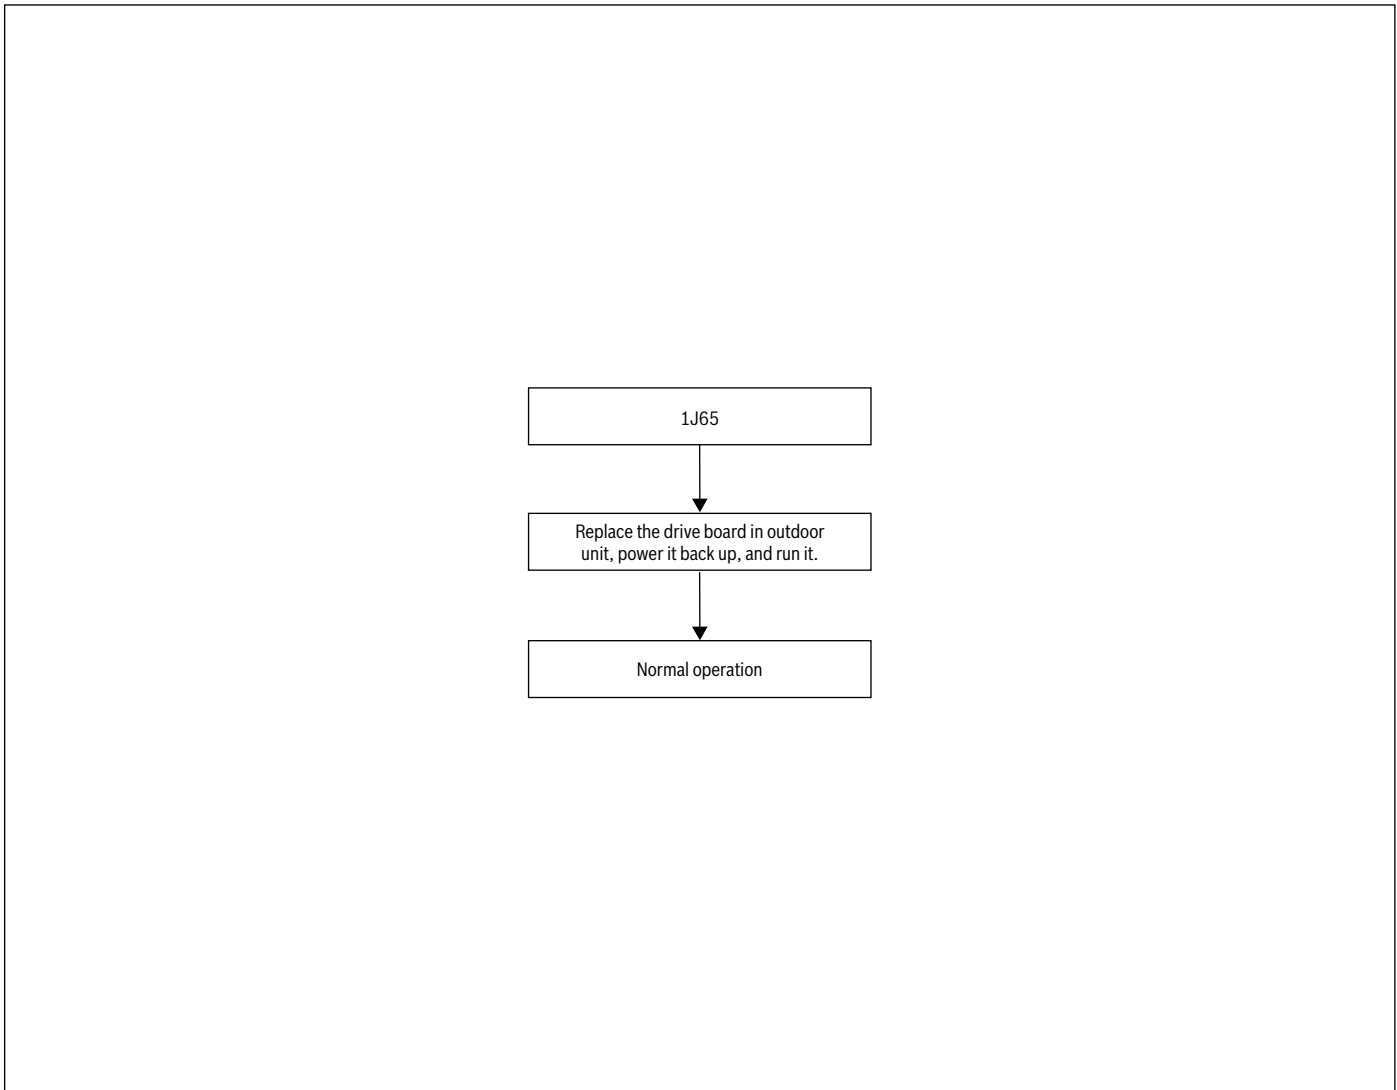 1J65
Replace the drive board in outdoor
unit, power it back up, and run it.
Normal operation